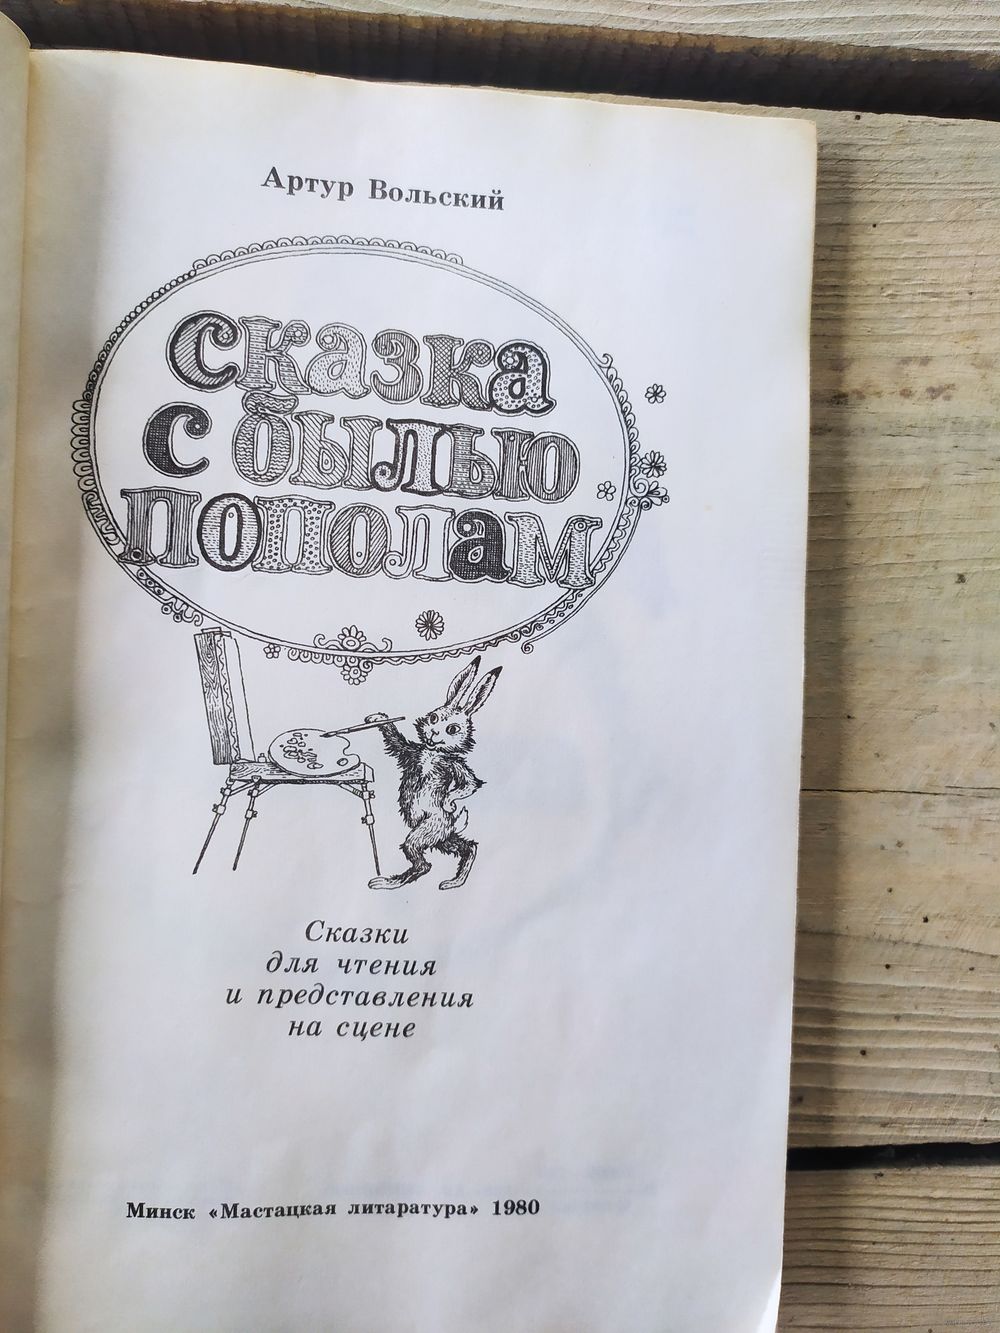 Артур Вольский
Сказка
с былью
пополам
Сказки
для чтения
и представления
на сцене
Минск «Мастацкая литаратура» 1980